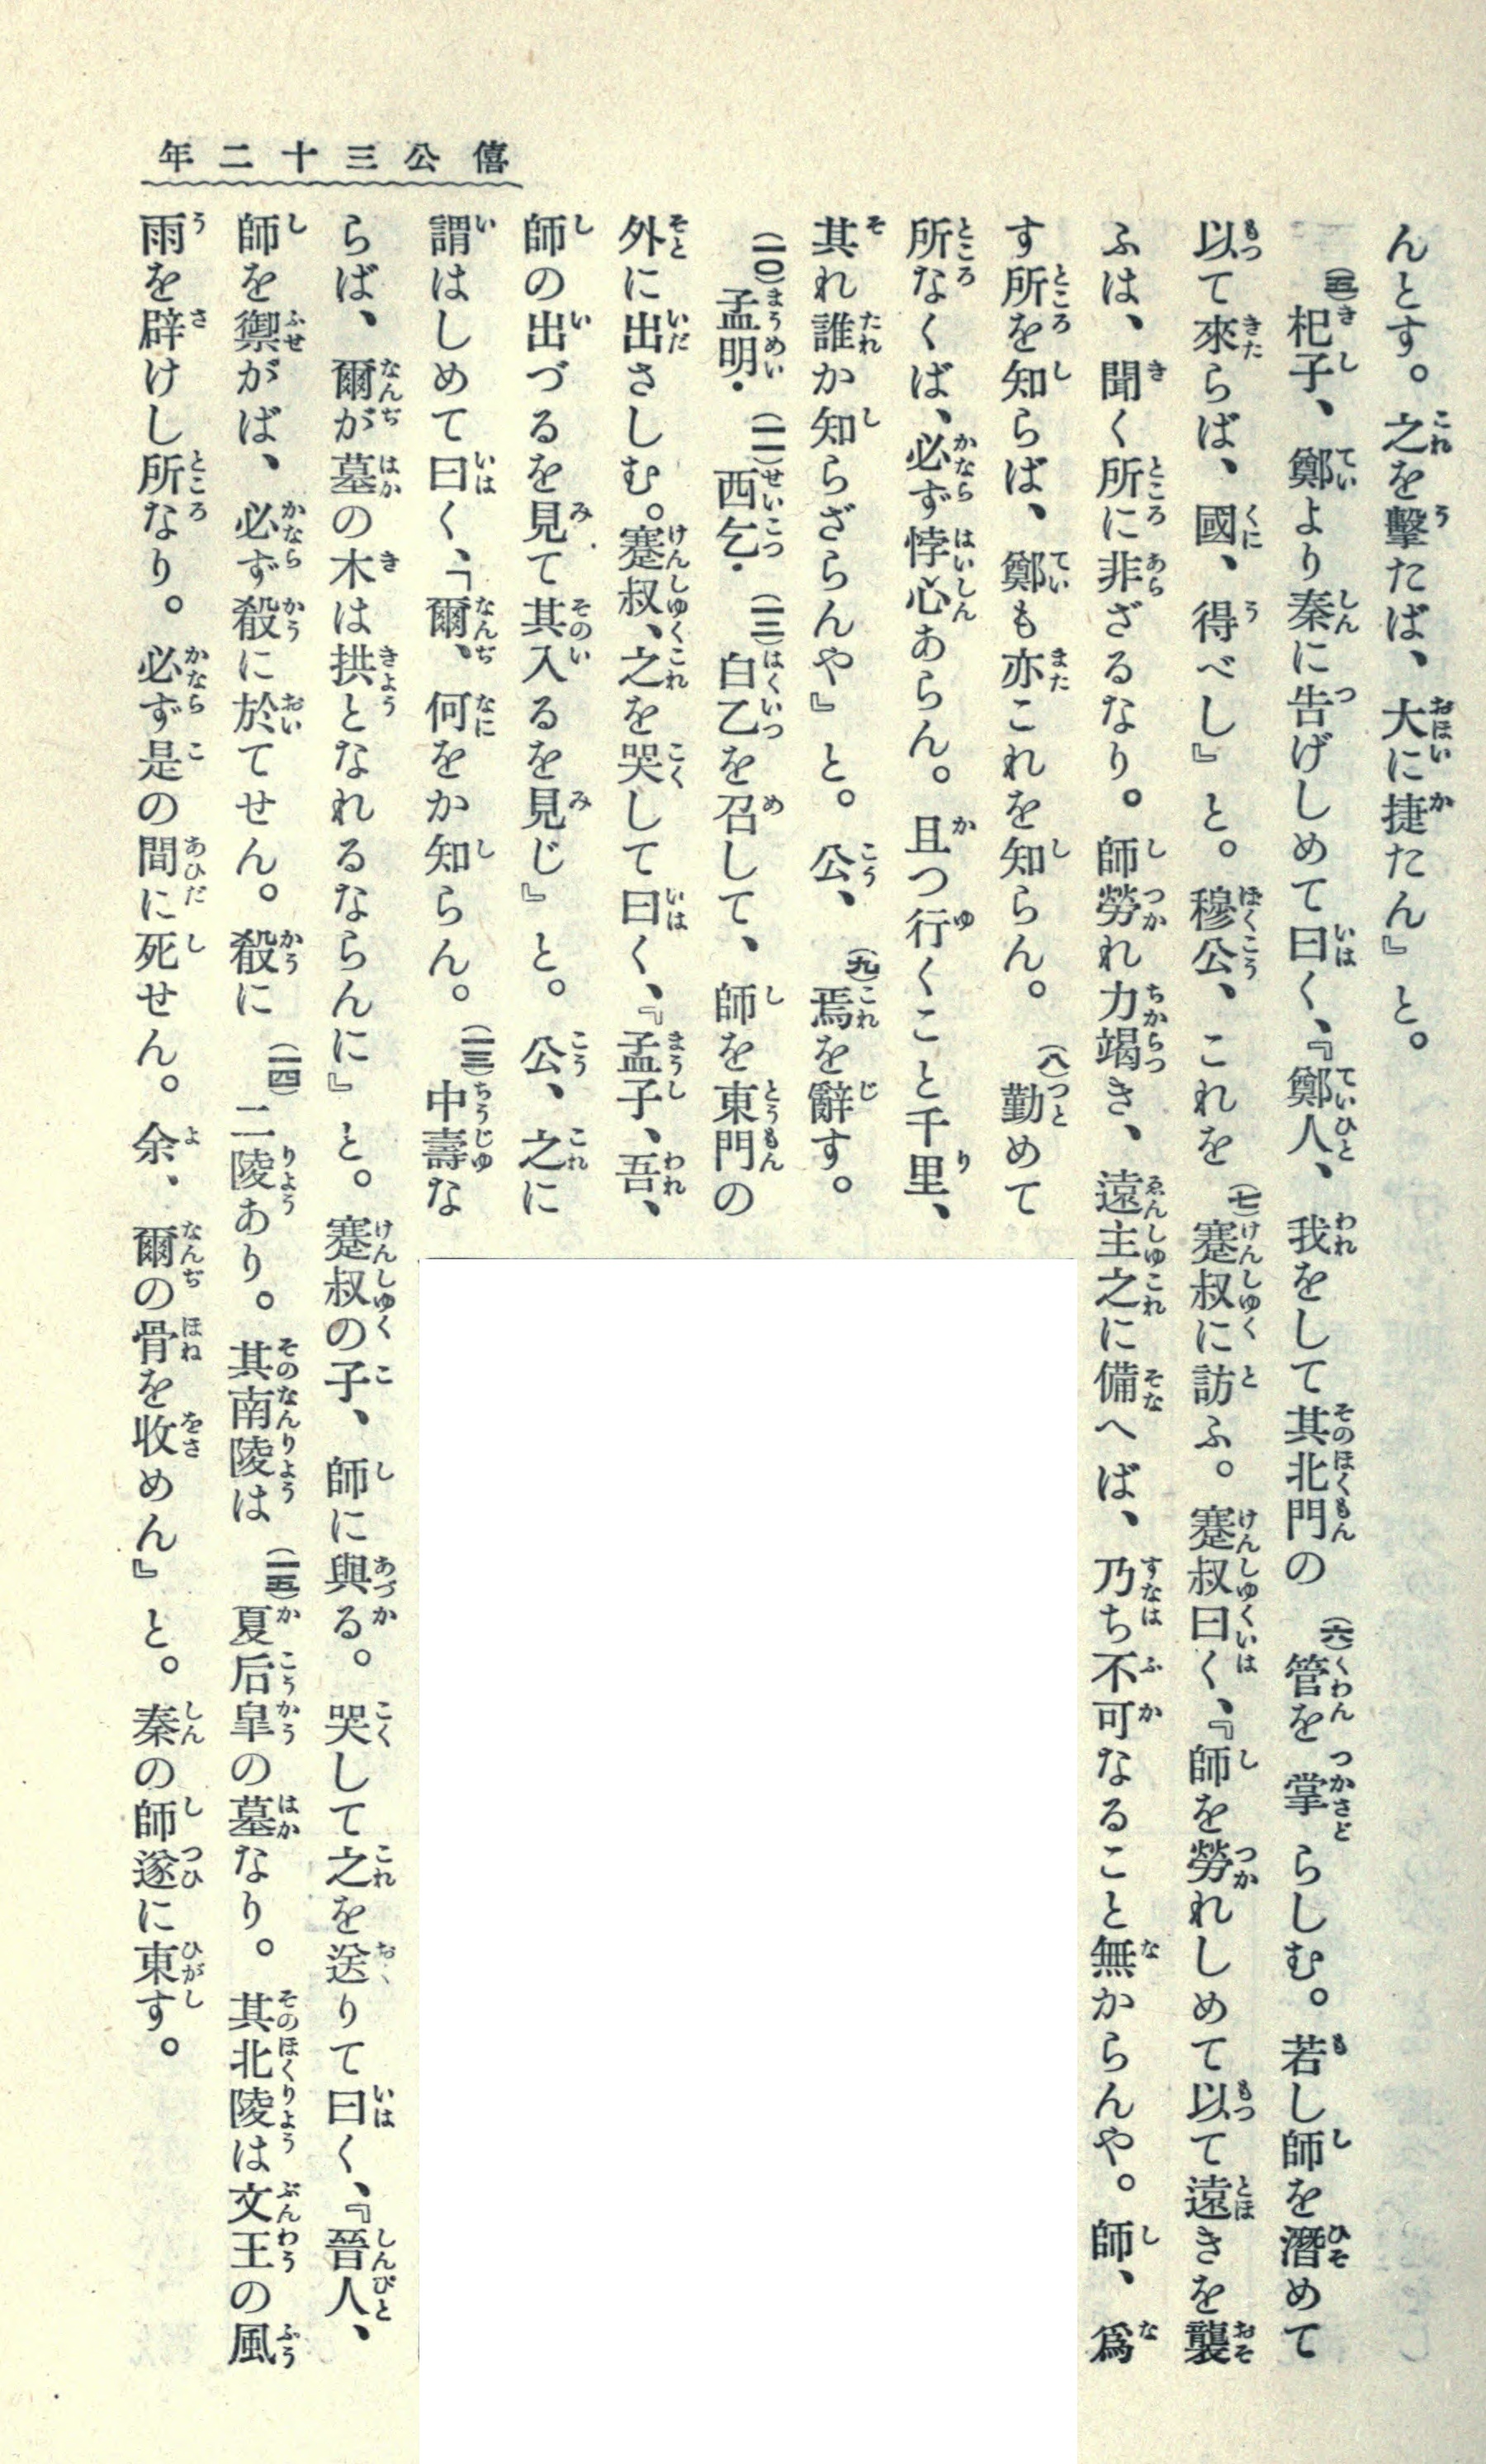 僖公三十二年
んとす。之を擊たば、大に捷たん』と。
(五)杞子、鄭より秦に告げしめて曰く、『鄭人、我をして其北門の(六)管を掌らしむ。若し師を潛めて
以て來らば、國、得べし』と。穆公、これを(七)蹇叔に訪ふ。蹇叔曰く、『師を勞れしめて以て遠きを襲
ふは、聞く所に非ざるなり。師勞れ力竭き、遠主之に備へば、乃ち不可なること無からんや。師、爲
す所を知らば、鄭も亦これを知らん。(八)勤めて
所なくば、必ず悖心あらん。且つ行くこと千里、
其れ誰か知らざらんや』と。公、(九)焉を辭す。
(一〇)孟明・(一一)西乞・(一二)白乙を召して、師を東門の
外に出さしむ。蹇叔、之を哭して曰く、『孟子、吾、
師の出づるを見て其入るを見じ』と。公、之に
謂はしめて曰く、「爾、何をか知らん。(一三)中壽な
らば、爾が墓の木は拱となれるならんに』と。蹇叔の子、師に與る。哭して之を送りて曰く、『晉人、
師を禦がば、必ず殽に於てせん。殽に(一四)二陵あり。其南陵は(一五)夏后皐の墓なり。其北陵は文王の風
雨を辟けし所なり。必ず是の間に死せん。余、爾の骨を收めん』と。秦の師遂に東す。